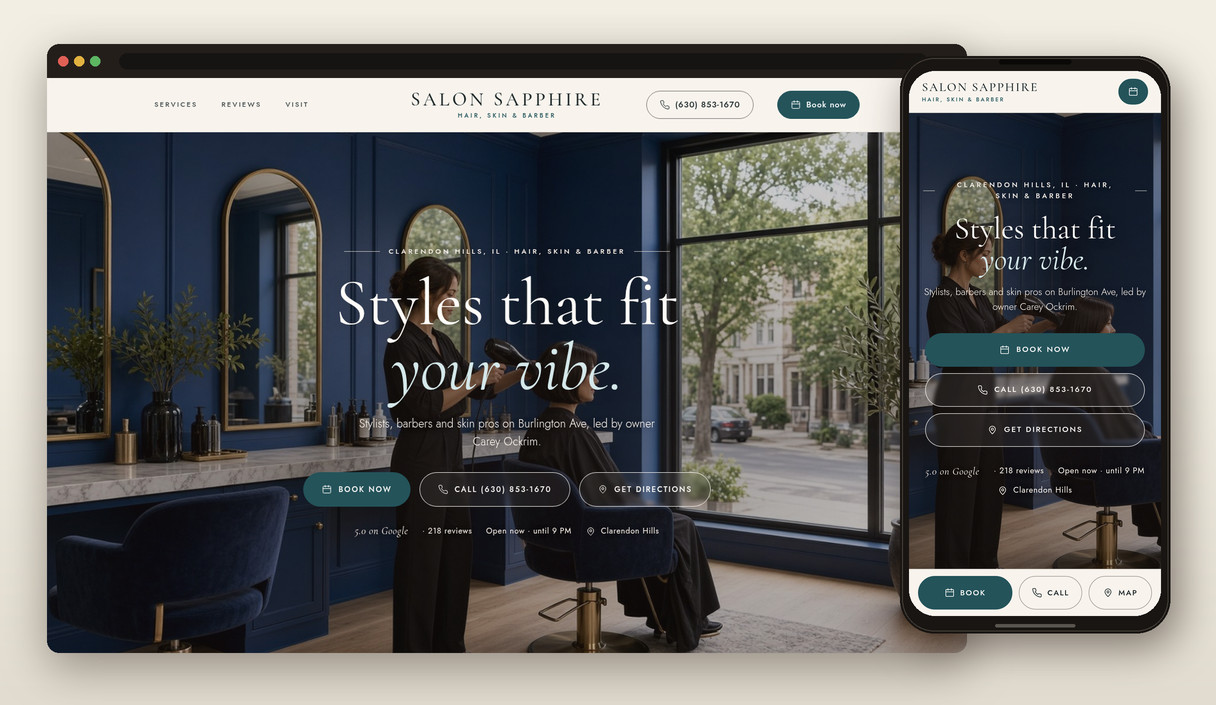 SERVICES REVIEWS VISIT
SALON SAPPHIRE
HAIR, SKIN & BARBER
(630) 853-1670
Book now
CLARENDON HILLS, IL · HAIR, SKIN & BARBER
Styles that fit
your vibe.
Stylists, barbers and skin pros on Burlington Ave, led by owner
Carey Ockrim.
BOOK NOW
CALL (630) 853-1670
GET DIRECTIONS
5.0 on Google · 218 reviews Open now · until 9 PM Clarendon Hills
SALON SAPPHIRE
HAIR, SKIN & BARBER
CLARENDON HILLS, IL · HAIR,
SKIN & BARBER
Styles that fit
your vibe.
Stylists, barbers and skin pros on Burlington Ave, led by
owner Carey Ockrim.
BOOK NOW
CALL (630) 853-1670
GET DIRECTIONS
5.0 on Google · 218 reviews Open now · until 9 PM
Clarendon Hills
BOOK
CALL
MAP